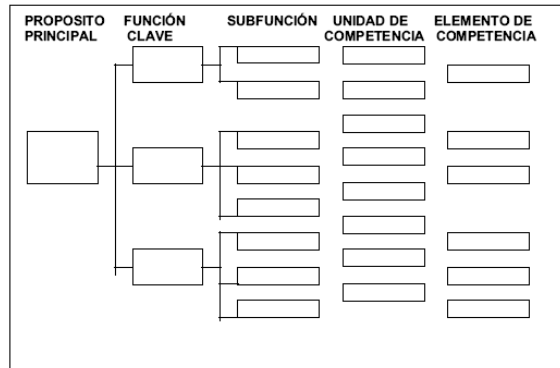 PROPOSITO
PRINCIPAL
FUNCIÓN
CLAVE
SUBFUNCIÓN
UNIDAD DE
COMPETENCIA
ELEMENTO DE
COMPETENCIA